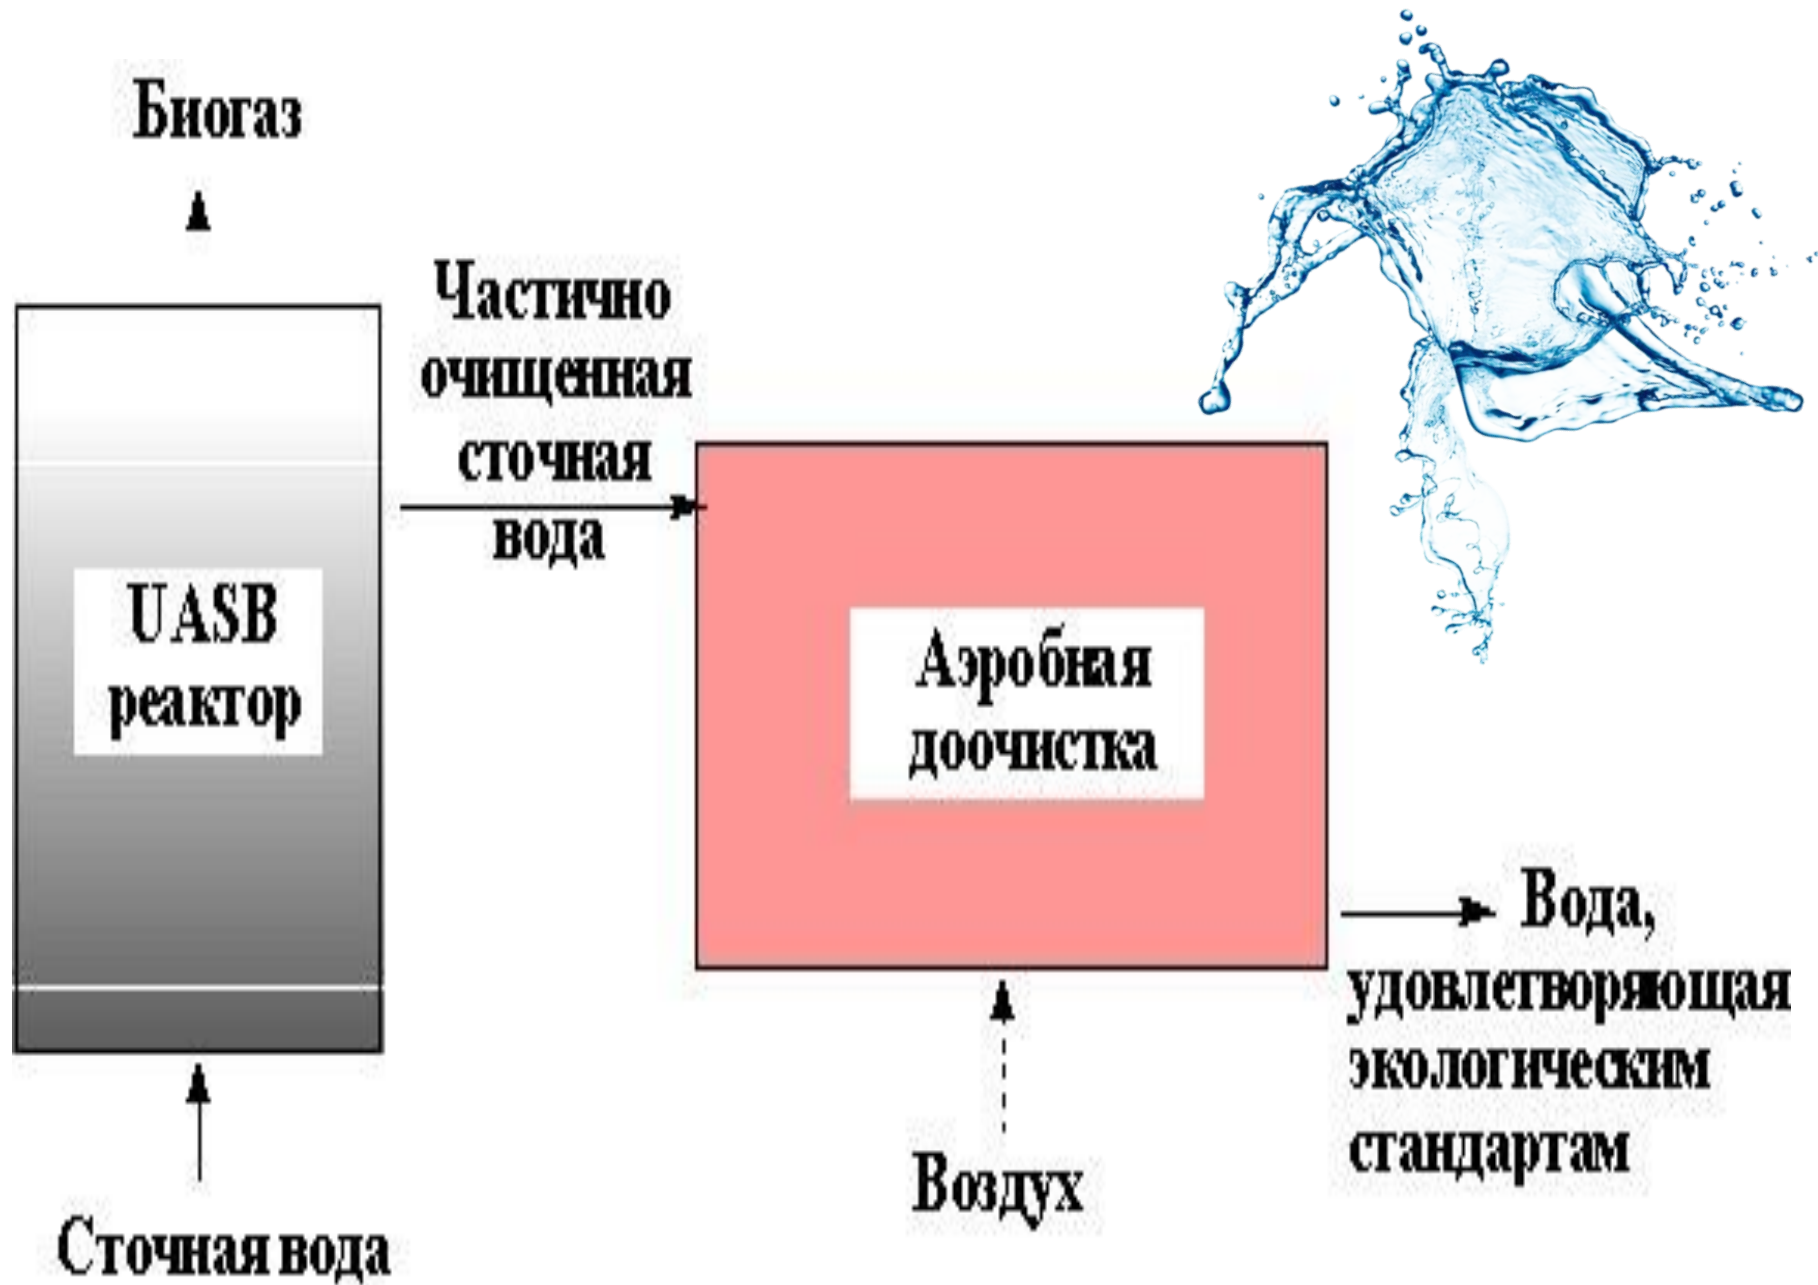 Биогаз
Частично
очищенная
сточная
вода
UASB
реактор
Аэробная
доочистка
Вода,
удовлетворяющая
экологическим
стандартам
Воздух
Сточная вода